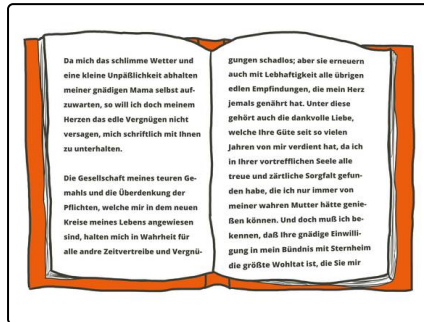 Da mich das schlimme Wetter und
eine kleine Unpäßlichkeit abhalten
meiner gnädigen Mama selbst auf-
zuwarten, so will ich doch meinem
Herzen das edle Vergnügen nicht
versagen, mich schriftlich mit Ihnen
zu unterhalten.
Die Gesellschaft meines teuren Ge-
mahls und die Überdenkung der
Pflichten, welche mir in dem neuen
Kreise meines Lebens angewiesen
sind, halten mich in Wahrheit für
alle andre Zeitvertreibe und Vergnü-
gungen schadlos; aber sie erneuern
auch mit Lebhaftigkeit alle übrigen
edlen Empfindungen, die mein Herz
jemals genährt hat. Unter diese
gehört auch die dankvolle Liebe,
welche Ihre Güte seit so vielen
Jahren von mir verdient hat, da ich
in Ihrer vortrefflichen Seele alle
treue und zärtliche Sorgfalt gefun-
den habe, die ich nur immer von
meiner wahren Mutter hätte genie-
ßen können. Und doch muß ich be-
kennen, daß Ihre gnädige Einwilli-
gung in mein Bündnis mit Sternheim
die größte Wohltat ist, die Sie mir